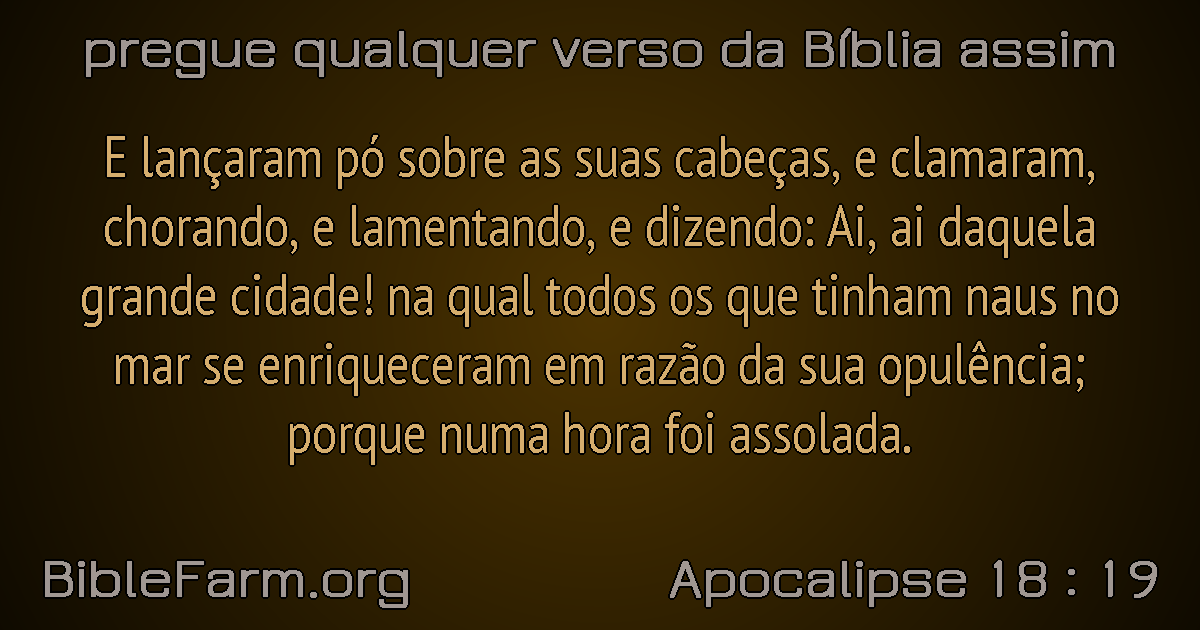 pregue qualquer verso da Bíblia assim
E lançaram pó sobre as suas cabeças, e clamaram,
chorando, e lamentando, e dizendo: Ai, ai daquela
grande cidade! na qual todos os que tinham naus no
mar se enriqueceram em razão da sua opulência;
porque numa hora foi assolada.
BibleFarm.org
Apocalipse 18 : 19